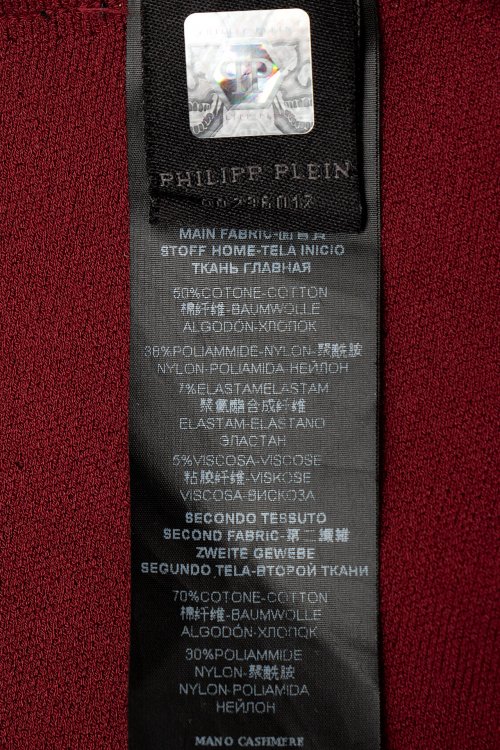 PHILIPP PLEIN
MAIN FABRIC-面台頁
STOFF HOME-TELA INICIO
ТКАНЬ ГЛАВНАЯ
50%COTONE-COTTON
棉纤维-BAUMWOLLE
ALGODÓN-ХЛОПОК
38%POLIAMMIDE-NYLON-聚酰胺
NYLON-POLIAMIDA-НЕЙЛОН
7%ELASTAMELASTAM
聚氨酯合成纤维
ELASTAM-ELASTANO
ЭЛАСТАН
5%VISCOSA-VISCOSE
粘胶纤维-VISKOSE
VISCOSA-ВИСКОЗА
SECONDO TESSUTO
SECOND FABRIC-第二纖雜
ZWEITE GEWEBE
SEGUNDO TELA-ВТОРОЙ ТКАНИ
70%COTONE-COTTON
棉纤维-BAUMWOLLE
ALGODÓN-ХЛОПОК
30%POLIAMMIDE
NYLON-聚酰胺
NYLON-POLIAMIDA
НЕЙЛОН
MANO CASHMERE